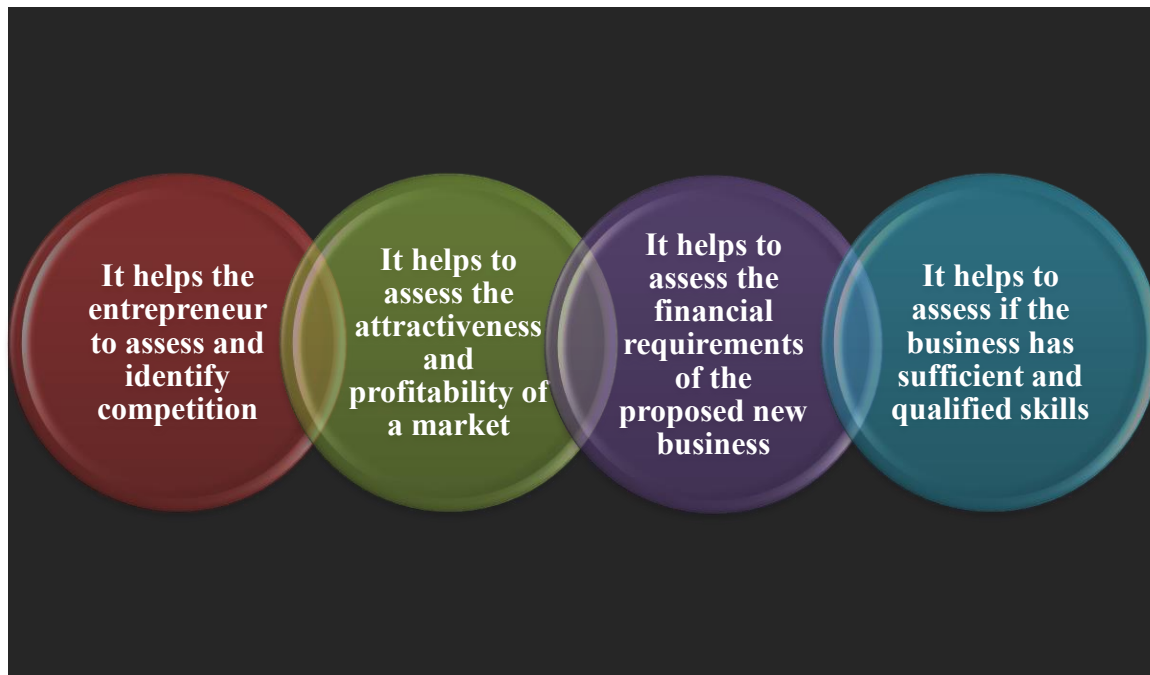 It helps the
entrepreneur
to assess and
identify
competition
It helps to
assess the
attractiveness
and
profitability of
a market
It helps to
assess the
financial
requirements
of the
proposed new
business
It helps to
assess if the
business has
sufficient and
qualified skills